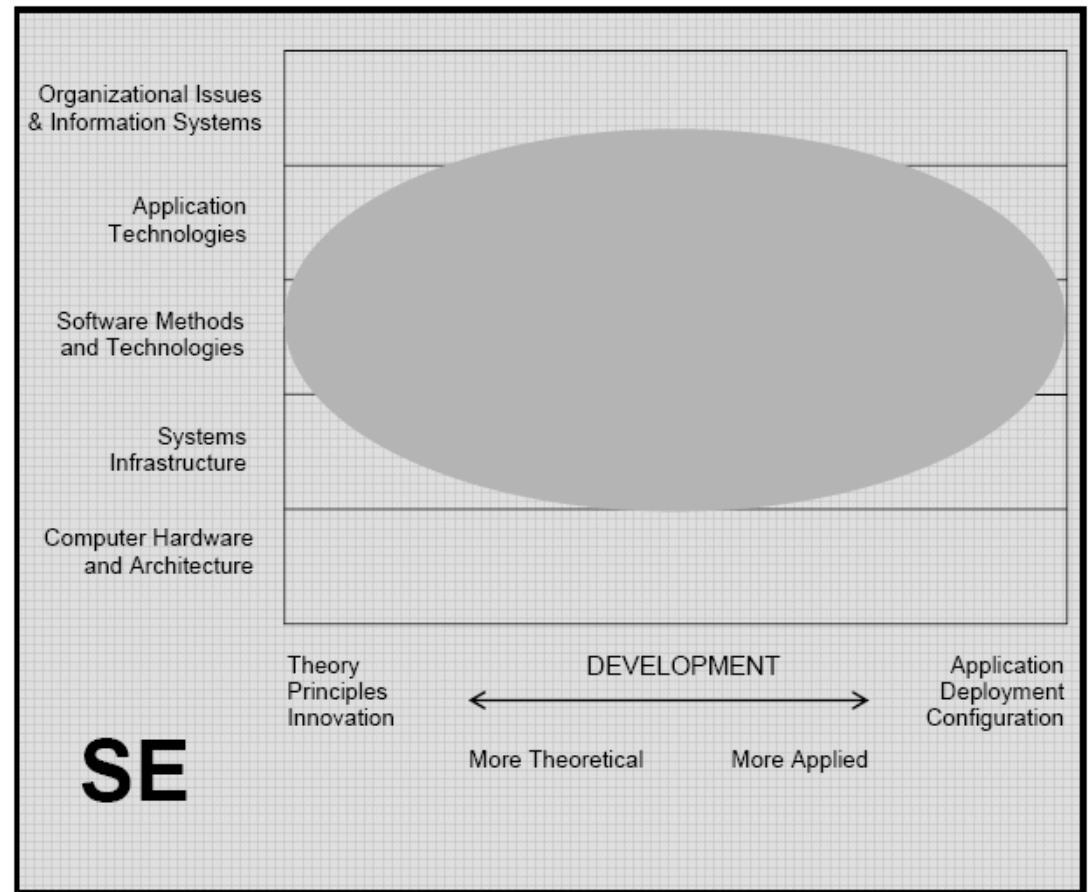 Organizational Issues
& Information Systems
Application
Technologies
Software Methods
and Technologies
Systems
Infrastructure
Computer Hardware
and Architecture
Theory
Principles
Innovation
DEVELOPMENT
More Theoretical
More Applied
Application
Deployment
Configuration
SE